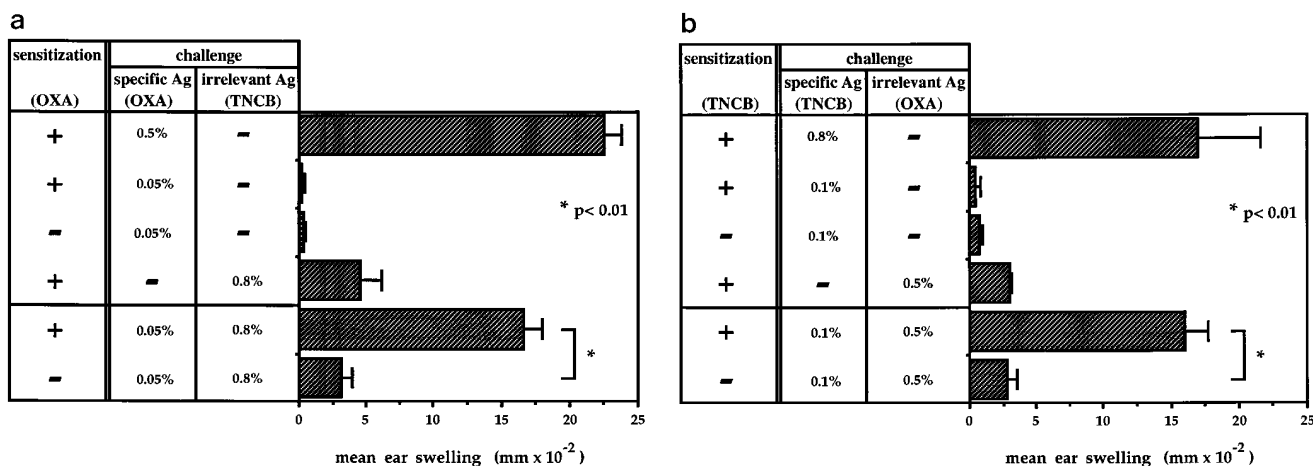 a
sensitization challenge
specific Ag irrelevant Ag
(OXA) (OXA) (TNCB)
+ 0.5% -
+ 0.05% -
- 0.05% -
+ - 0.8%
+ 0.05% 0.8%
- 0.05% 0.8%
* p< 0.01
*
0 5 10 15 20 25
mean ear swelling (mm x 10-2)
b
sensitization challenge
specific Ag irrelevant Ag
(TNCB) (TNCB) (OXA)
+ 0.8% -
+ 0.1% -
- 0.1% -
+ - 0.5%
+ 0.1% 0.5%
- 0.1% 0.5%
* p< 0.01
*
0 5 10 15 20 25
mean ear swelling (mm x 10-2)